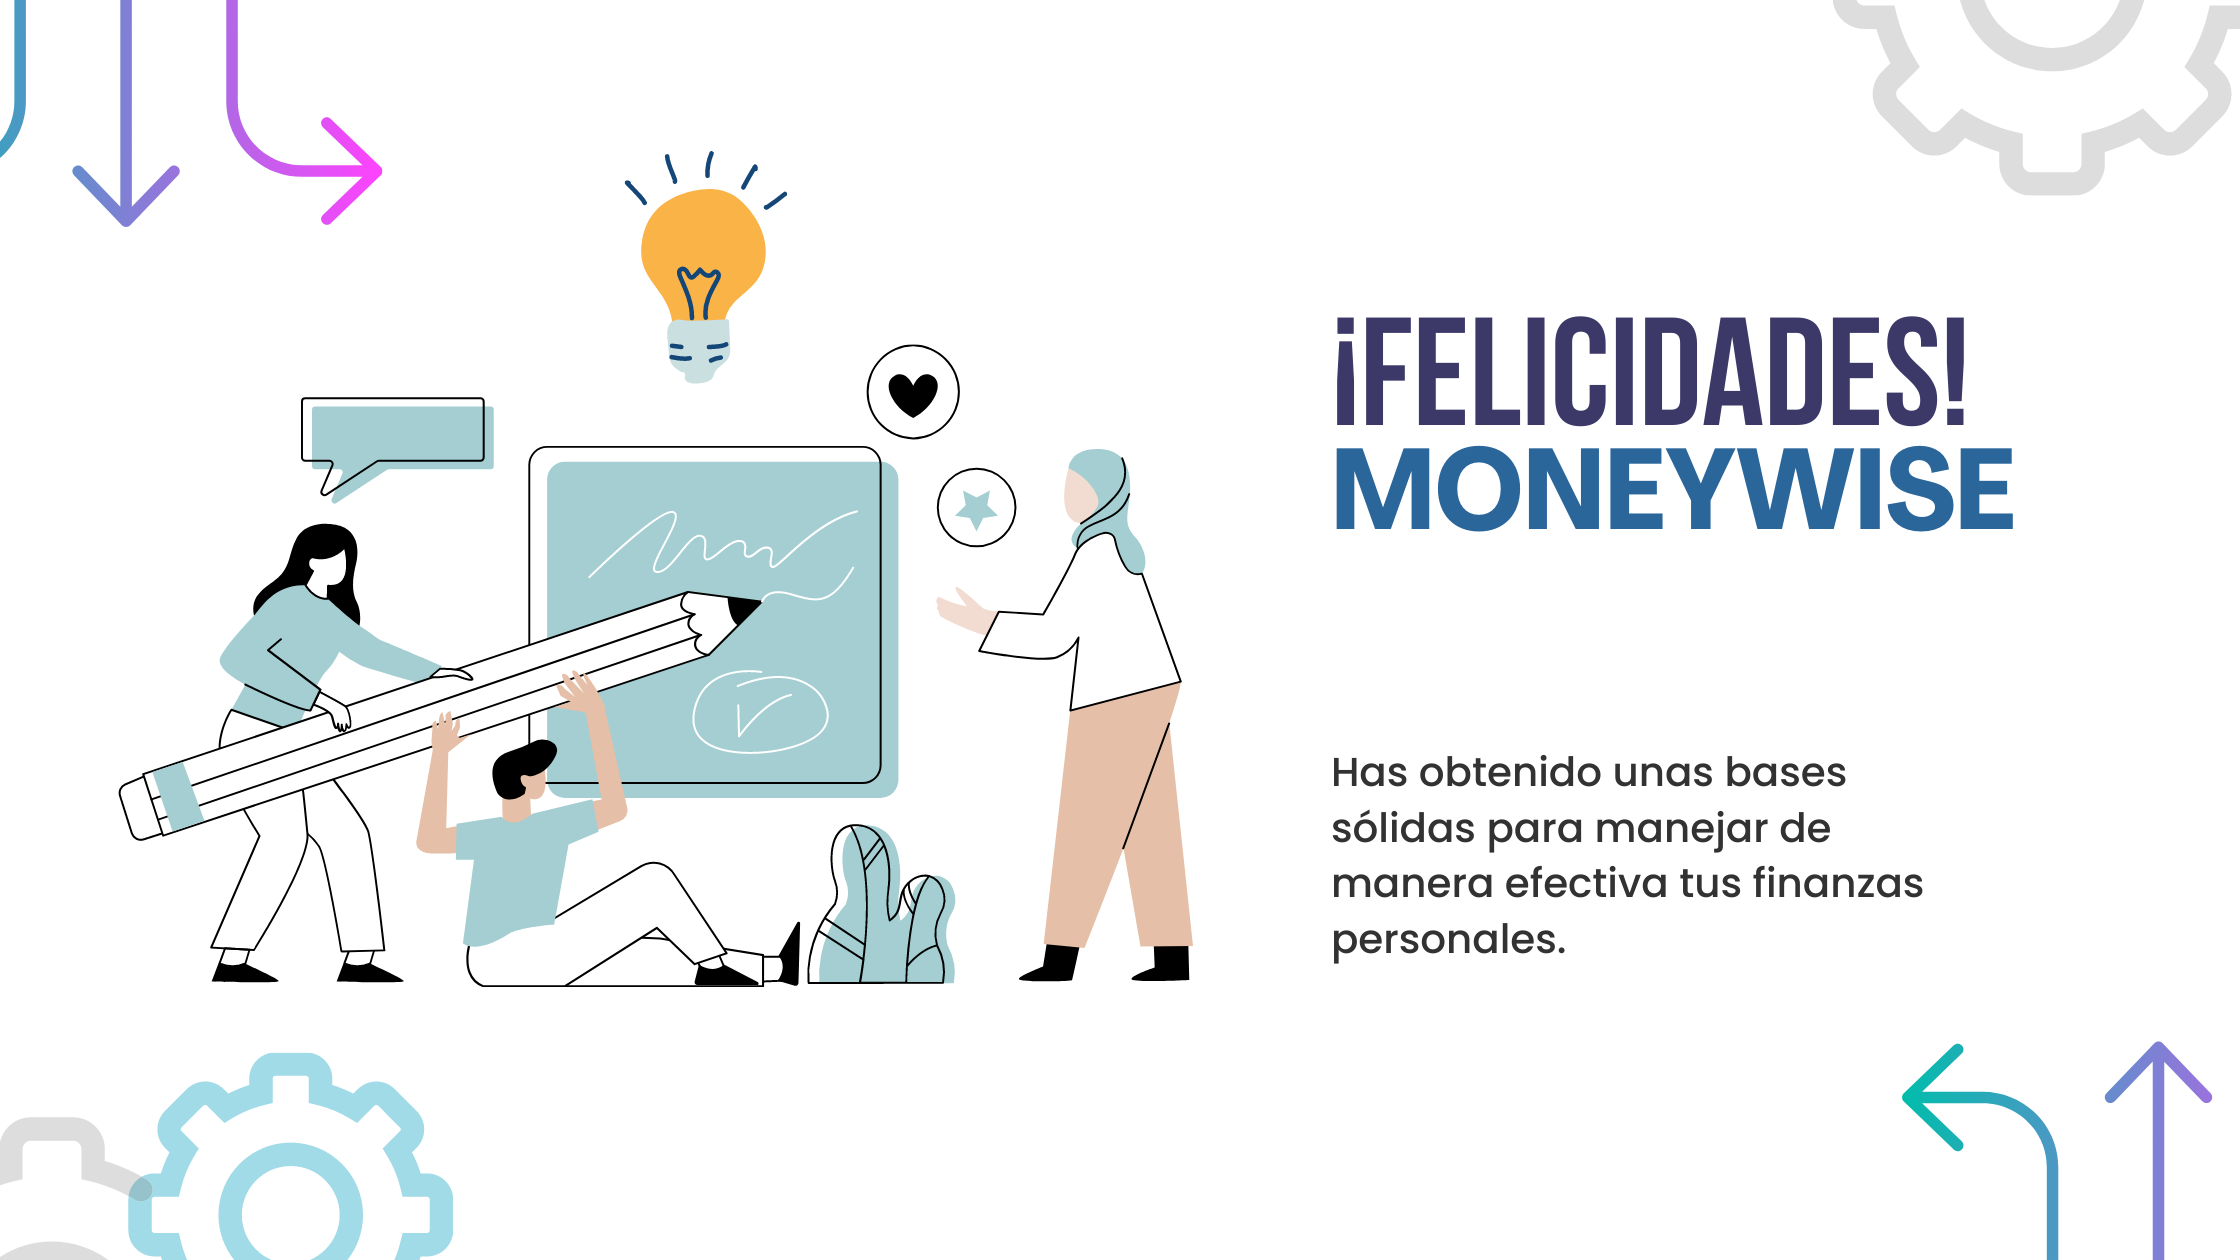 ¡FELICIDADES!
MONEYWISE
Has obtenido unas bases
sólidas para manejar de
manera efectiva tus finanzas
personales.